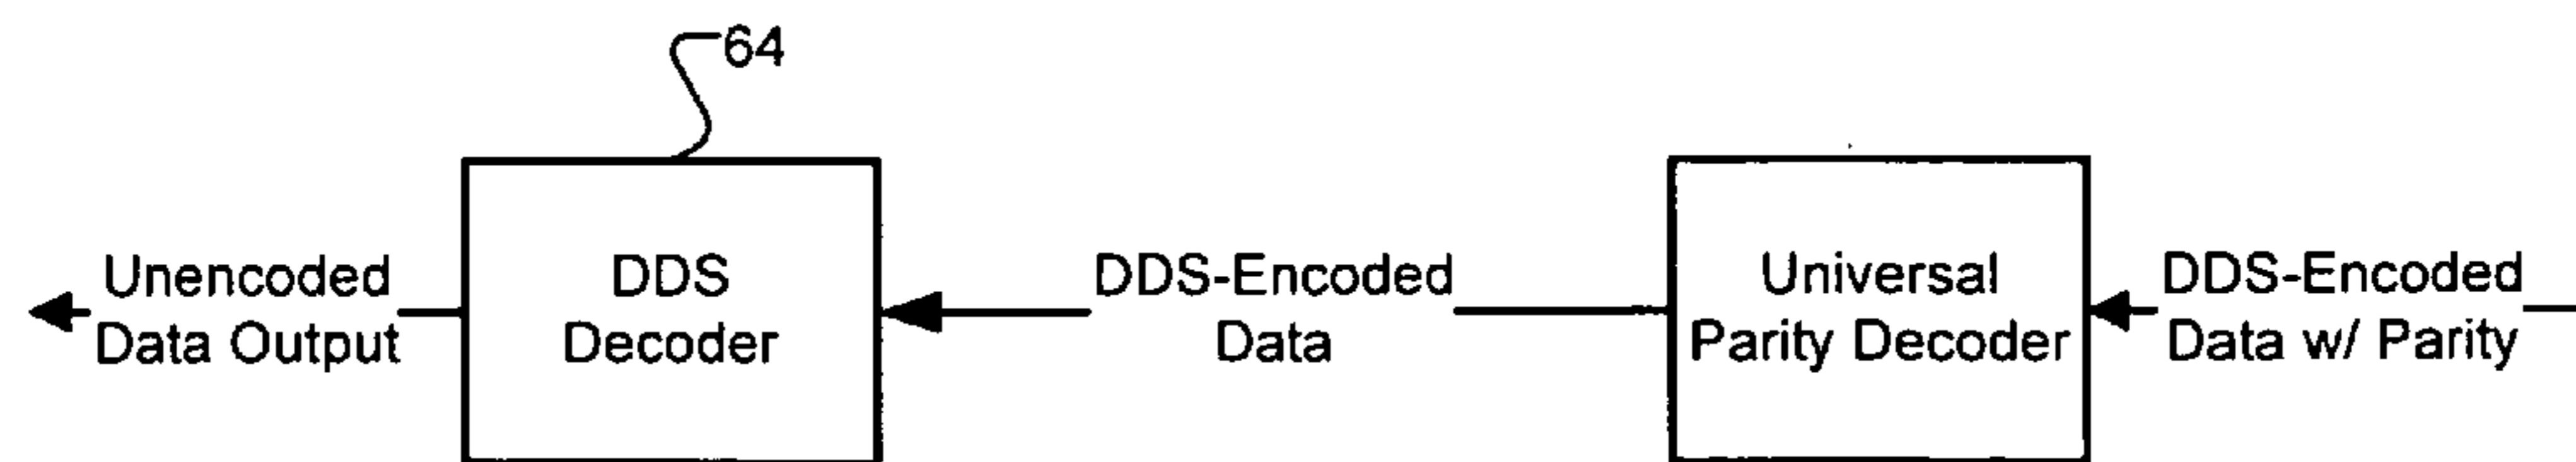 64
Unencoded
Data Output
DDS
Decoder
DDS-Encoded
Data
Universal
Parity Decoder
DDS-Encoded
Data w/ Parity